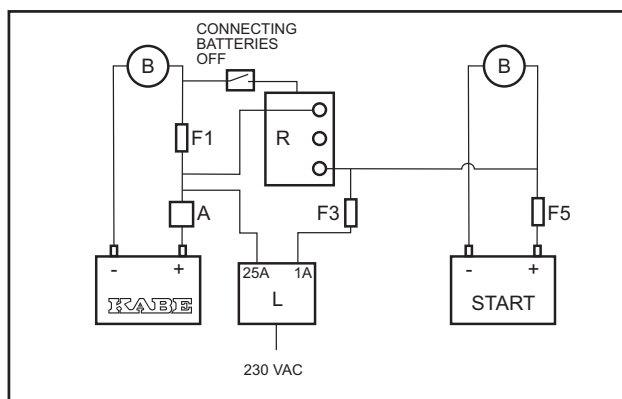 CONNECTING
BATTERIES
OFF
B
B
F1
R
A
F3
F5
- +
25A 1A
- +
KABE
L
START
230 VAC